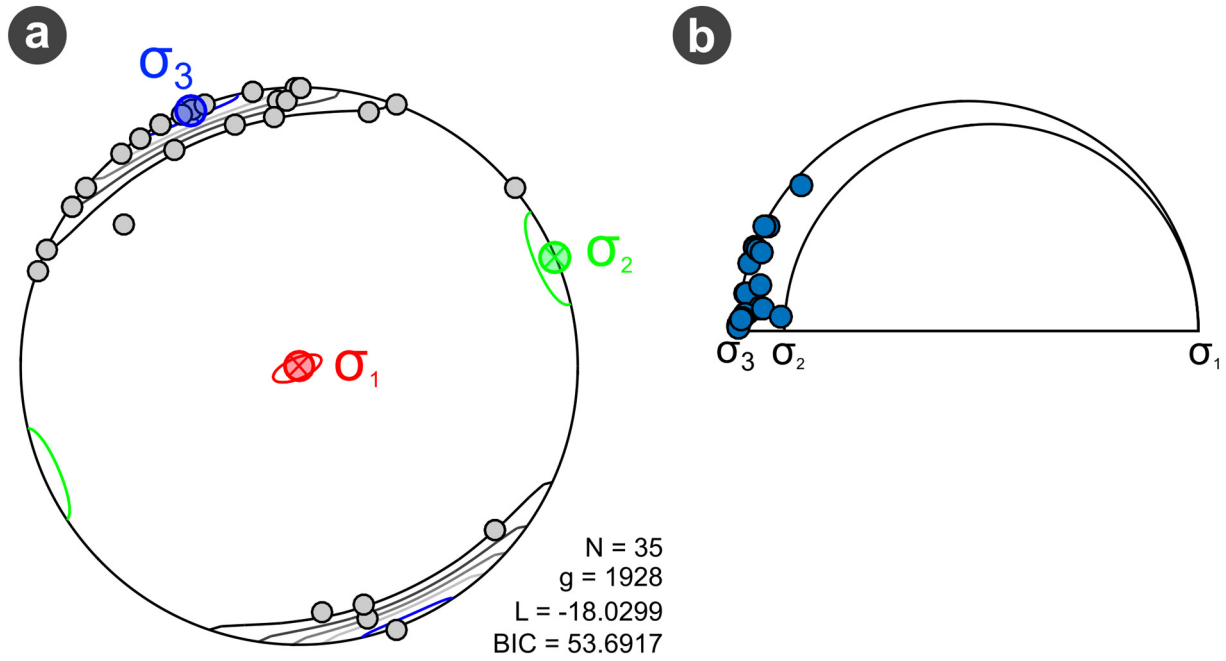 a
b
σ3
σ2
σ1
N = 35
g = 1928
L = -18.0299
BIC = 53.6917
σ3 σ2 σ1